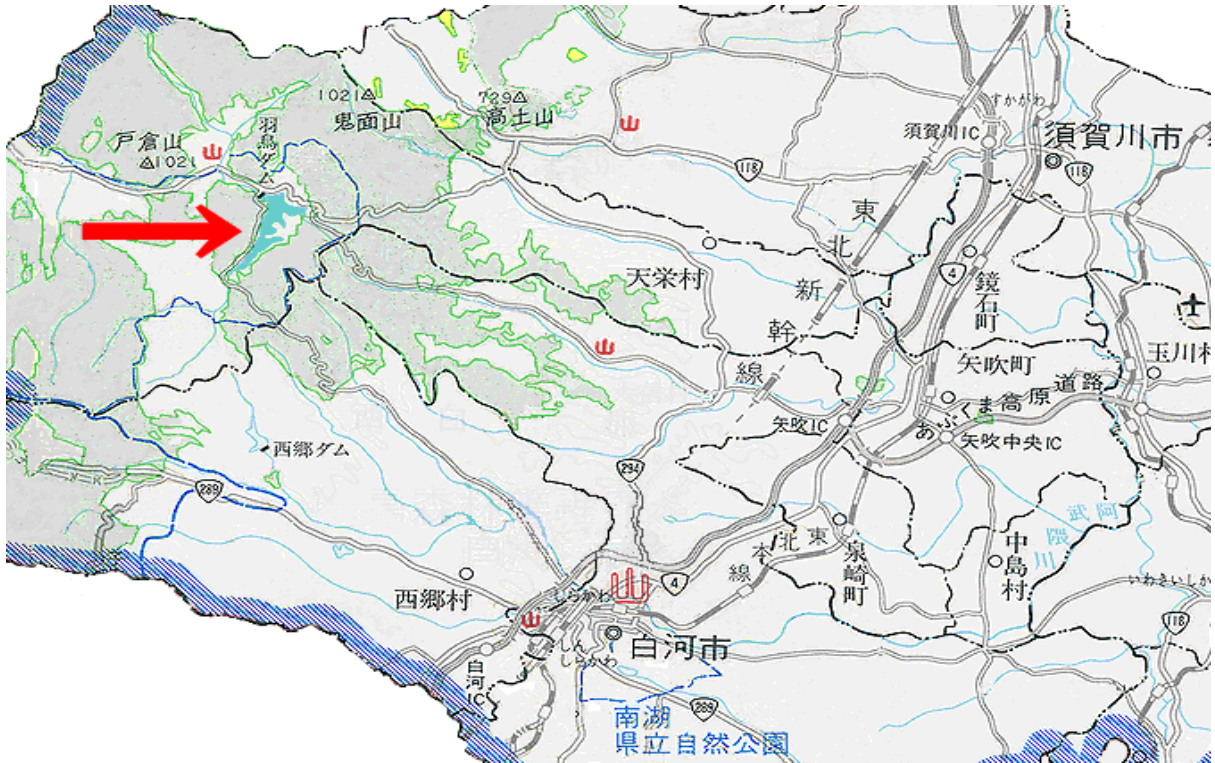 1021△
729△
鬼面山
高土山
羽鳥ダム
戸倉山
△1021
すかがわ
須賀川IC
須賀川市
118
118
東北新幹線
天栄村
4
鏡石町
矢吹町
玉川村
あぶくま高原道路
矢吹IC
矢吹中央IC
西郷ダム
294
289
阿武隈川
東北本線
泉崎町
中島村
いわきいしか
4
西郷村
しらかわ
白河市
しん
しらかわ
白河IC
118
289
南湖
県立自然公園